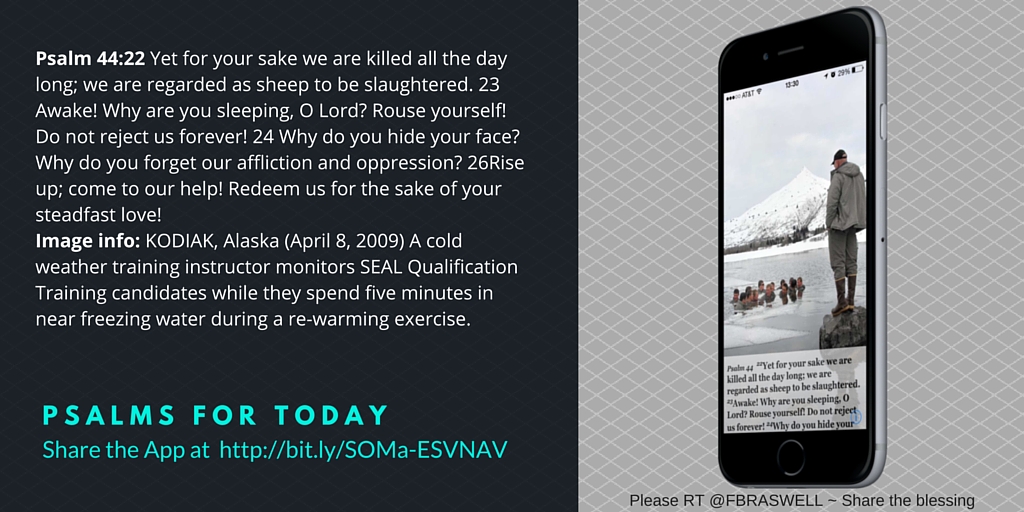 Psalm 44:22 Yet for your sake we are killed all the day
long; we are regarded as sheep to be slaughtered. 23
Awake! Why are you sleeping, O Lord? Rouse yourself!
Do not reject us forever! 24 Why do you hide your face?
Why do you forget our affliction and oppression? 26Rise
up; come to our help! Redeem us for the sake of your
steadfast love!
Image info: KODIAK, Alaska (April 8, 2009) A cold
weather training instructor monitors SEAL Qualification
Training candidates while they spend five minutes in
near freezing water during a re-warming exercise.
PSALMS FOR TODAY
Share the App at http://bit.ly/SOMa-ESVNAV
AT&T 13:30 29%
Psalm 44 22Yet for your sake we are
killed all the day long; we are
regarded as sheep to be slaughtered.
23Awake! Why are you sleeping, O
Lord? Rouse yourself! Do not reject
us forever! 24Why do you hide your
Please RT @FBRASWELL ~ Share the blessing